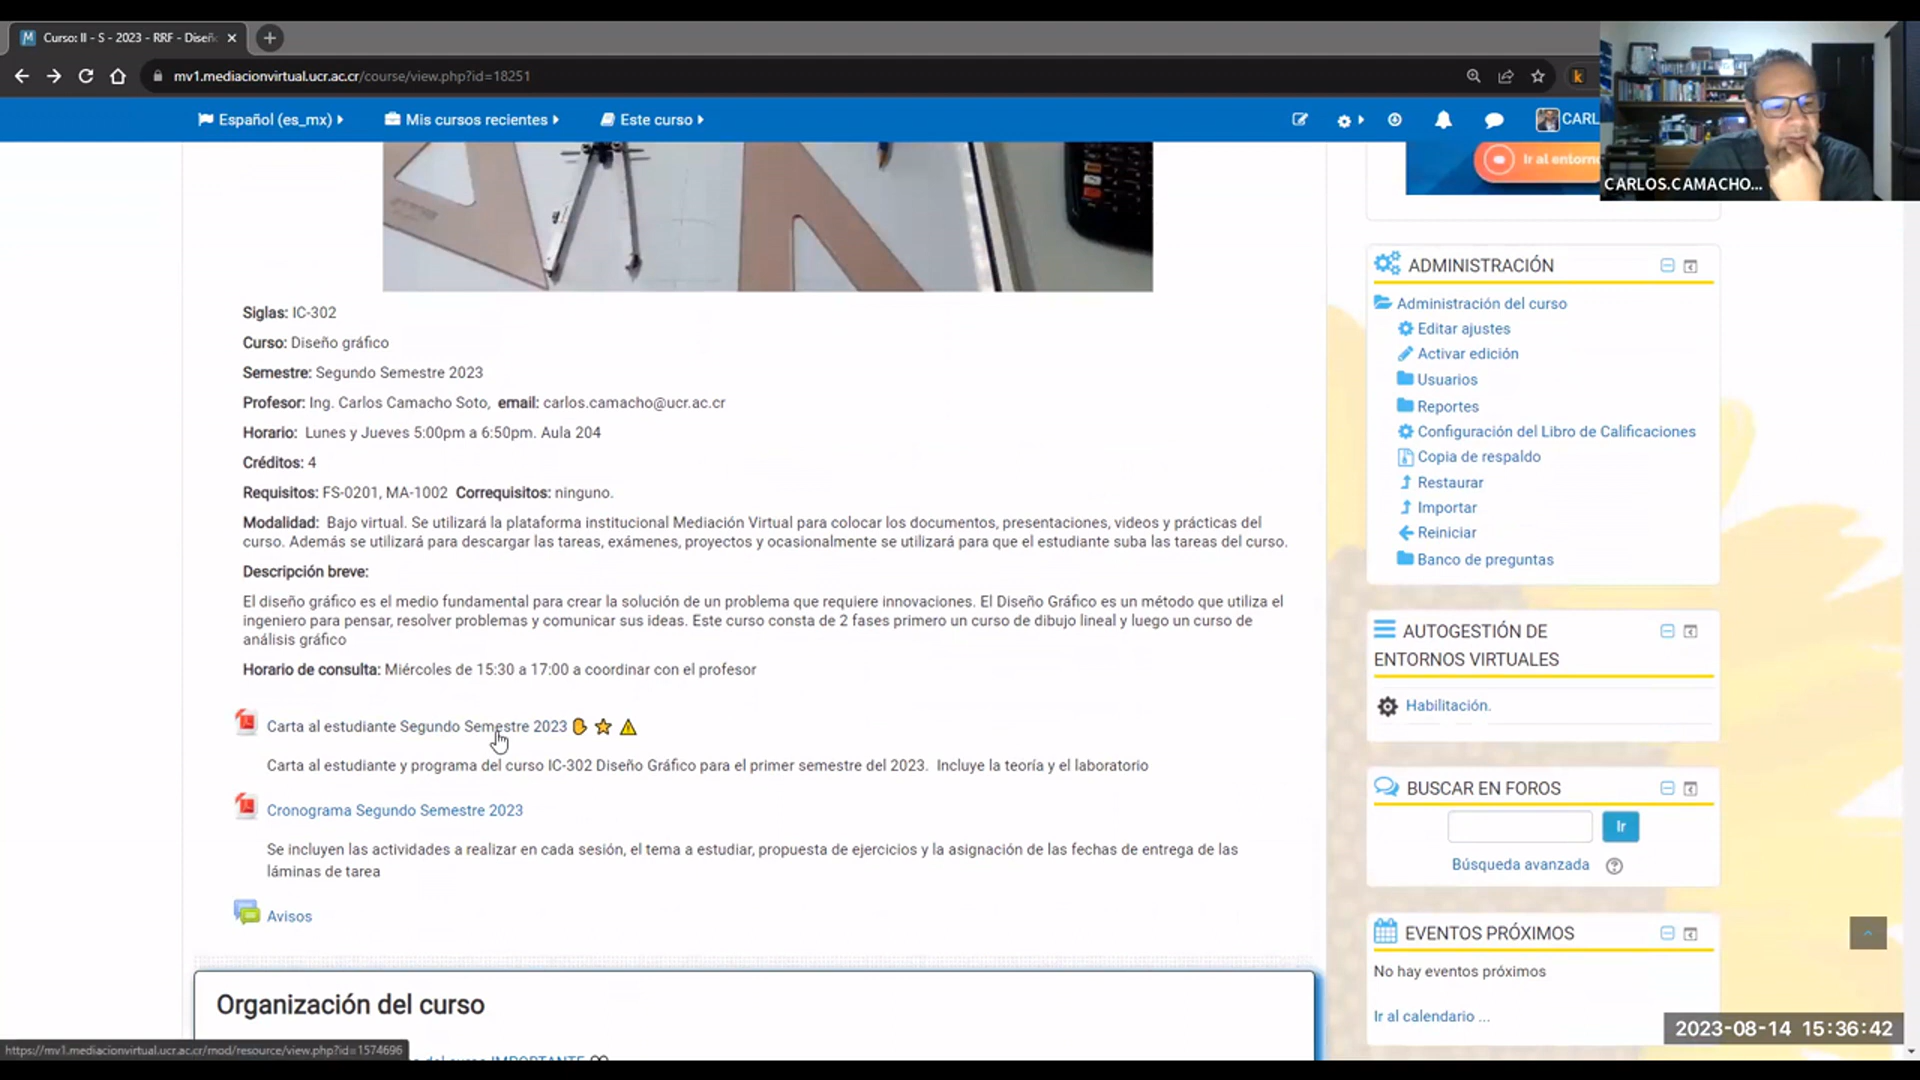 Curso: II - S - 2023 - RRF - Diseñ
mv1.mediacionvirtual.ucr.ac.cr/course/view.php?id=18251
Español (es_mx)
Mis cursos recientes
Este curso
CARL
CARLOS.CAMACHO...
Ir al entorn
Siglas: IC-302
Curso: Diseño gráfico
Semestre: Segundo Semestre 2023
Profesor: Ing. Carlos Camacho Soto, email: carlos.camacho@ucr.ac.cr
Horario: Lunes y Jueves 5:00pm a 6:50pm. Aula 204
Créditos: 4
Requisitos: FS-0201, MA-1002 Correquisitos: ninguno.
Modalidad: Bajo virtual. Se utilizará la plataforma institucional Mediación Virtual para colocar los documentos, presentaciones, videos y prácticas del
curso. Además se utilizará para descargar las tareas, exámenes, proyectos y ocasionalmente se utilizará para que el estudiante suba las tareas del curso.
Descripción breve:
El diseño gráfico es el medio fundamental para crear la solución de un problema que requiere innovaciones. El Diseño Gráfico es un método que utiliza el
ingeniero para pensar, resolver problemas y comunicar sus ideas. Este curso consta de 2 fases primero un curso de dibujo lineal y luego un curso de
análisis gráfico
Horario de consulta: Miércoles de 15:30 a 17:00 a coordinar con el profesor
Carta al estudiante Segundo Semestre 2023
Carta al estudiante y programa del curso IC-302 Diseño Gráfico para el primer semestre del 2023. Incluye la teoría y el laboratorio
Cronograma Segundo Semestre 2023
Se incluyen las actividades a realizar en cada sesión, el tema a estudiar, propuesta de ejercicios y la asignación de las fechas de entrega de las
láminas de tarea
Avisos
Organización del curso
del curso IMPORTANTE
https://mv1.mediacionvirtual.ucr.ac.cr/mod/resource/view.php?id=1574696
ADMINISTRACIÓN
Administración del curso
Editar ajustes
Activar edición
Usuarios
Reportes
Configuración del Libro de Calificaciones
Copia de respaldo
Restaurar
Importar
Reiniciar
Banco de preguntas
AUTOGESTIÓN DE
ENTORNOS VIRTUALES
Habilitación.
BUSCAR EN FOROS
Ir
Búsqueda avanzada
EVENTOS PRÓXIMOS
No hay eventos próximos
Ir al calendario ...
2023-08-14 15:36:42